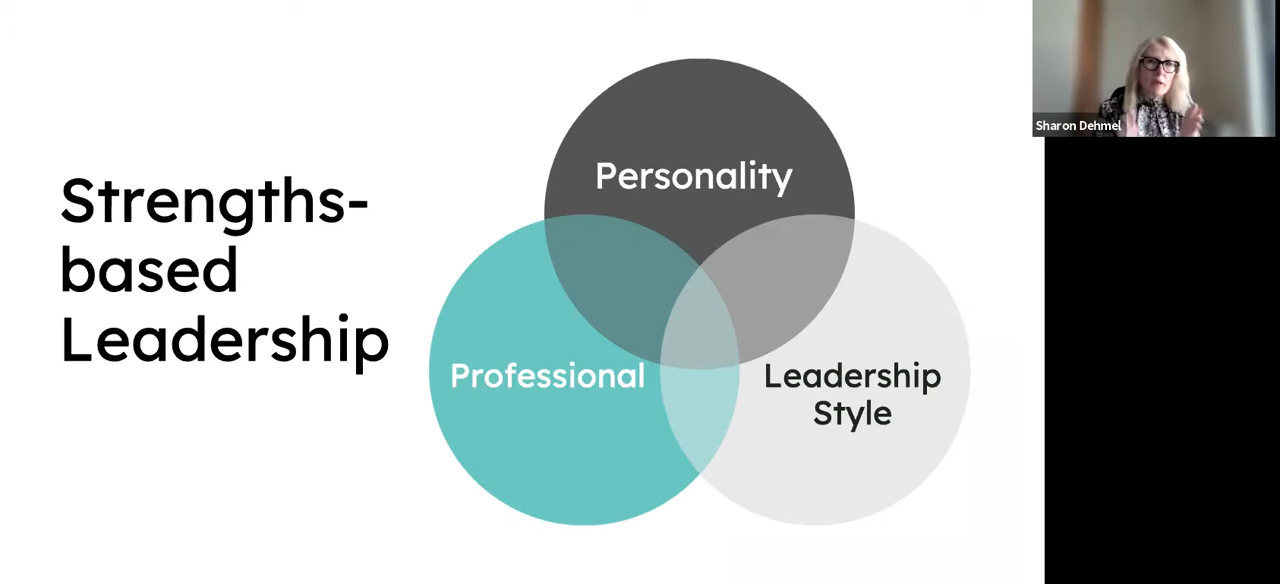 Strengths-
based
Leadership
Personality
Professional
Leadership
Style
Sharon Dehmel